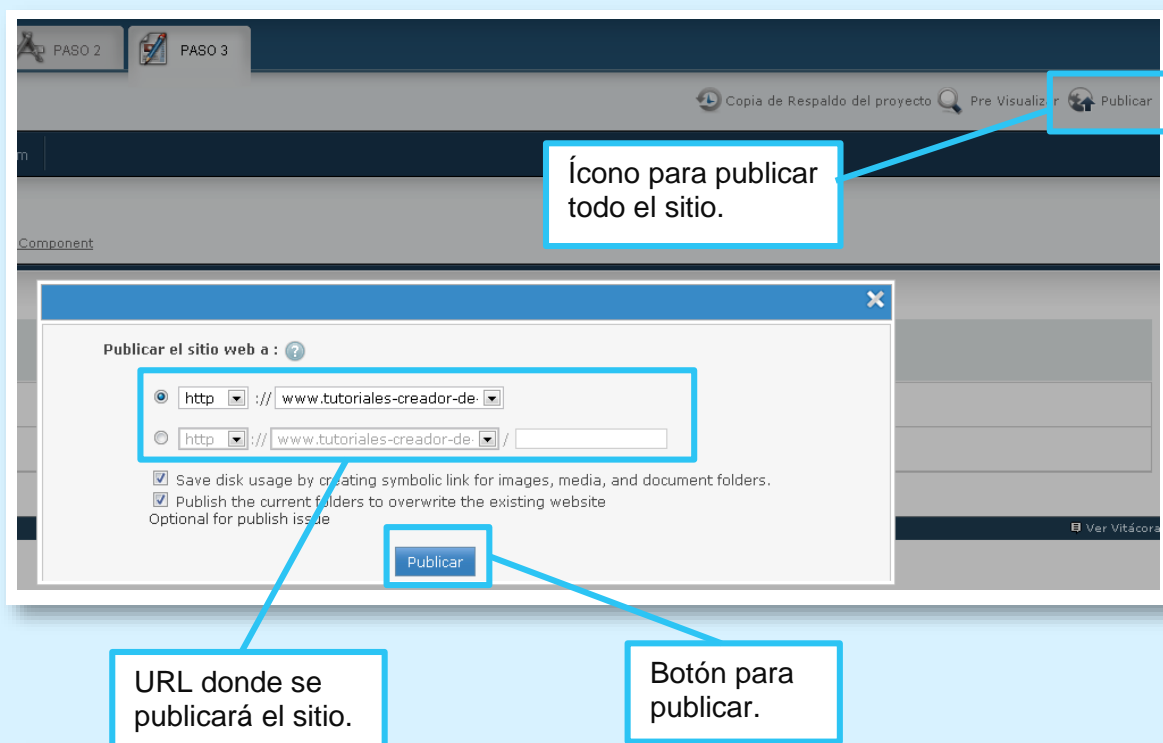 PASO 2
PASO 3
Copia de Respaldo del proyecto
Pre Visualizar
Publicar
m
Ícono para publicar
todo el sitio.
Component
Publicar el sitio web a :
http :// www.tutoriales-creador-de-
http :// www.tutoriales-creador-de- /
Save disk usage by creating symbolic link for images, media, and document folders.
Publish the current folders to overwrite the existing website
Optional for publish issue
Ver Vitácora
Publicar
URL donde se
publicará el sitio.
Botón para
publicar.